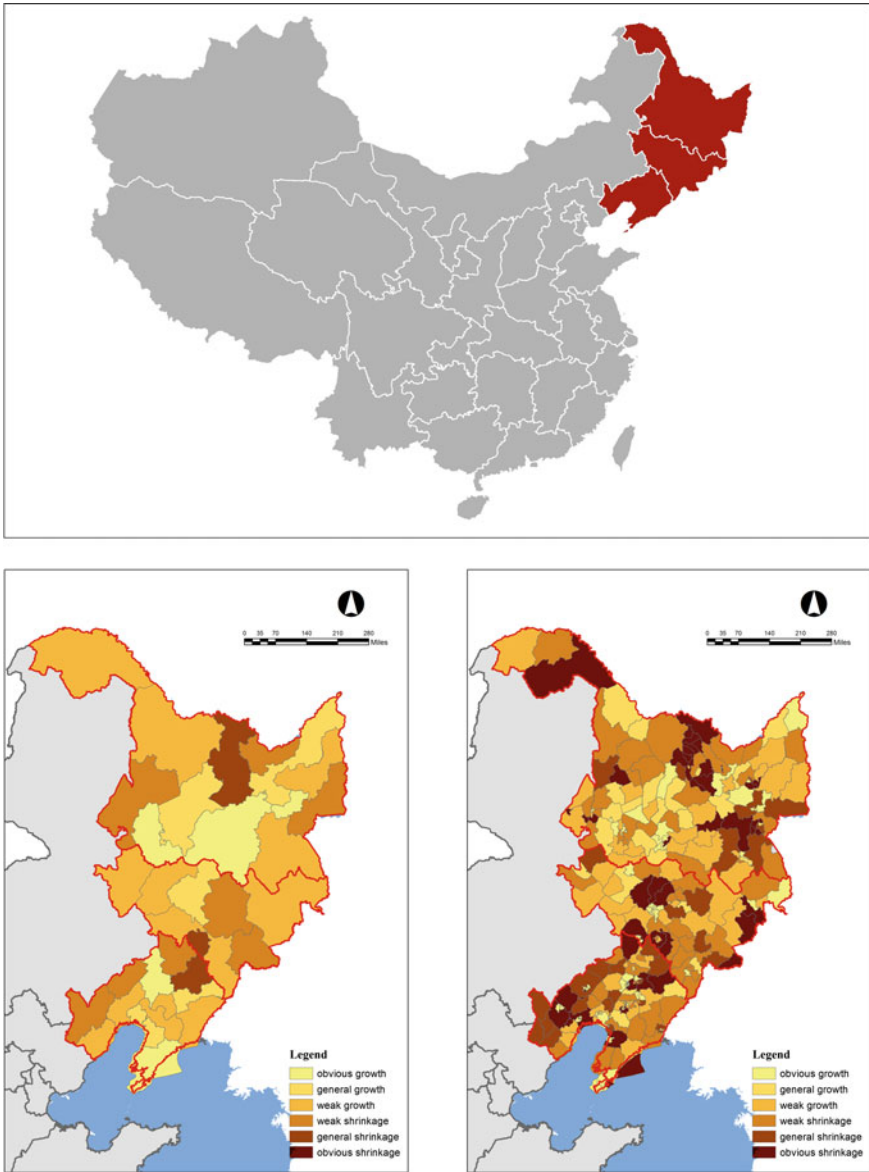 0 35 70 140 210 280
Miles
Legend
obvious growth
general growth
weak growth
weak shrinkage
general shrinkage
obvious shrinkage
0 35 70 140 210 280
Miles
Legend
obvious growth
general growth
weak growth
weak shrinkage
general shrinkage
obvious shrinkage